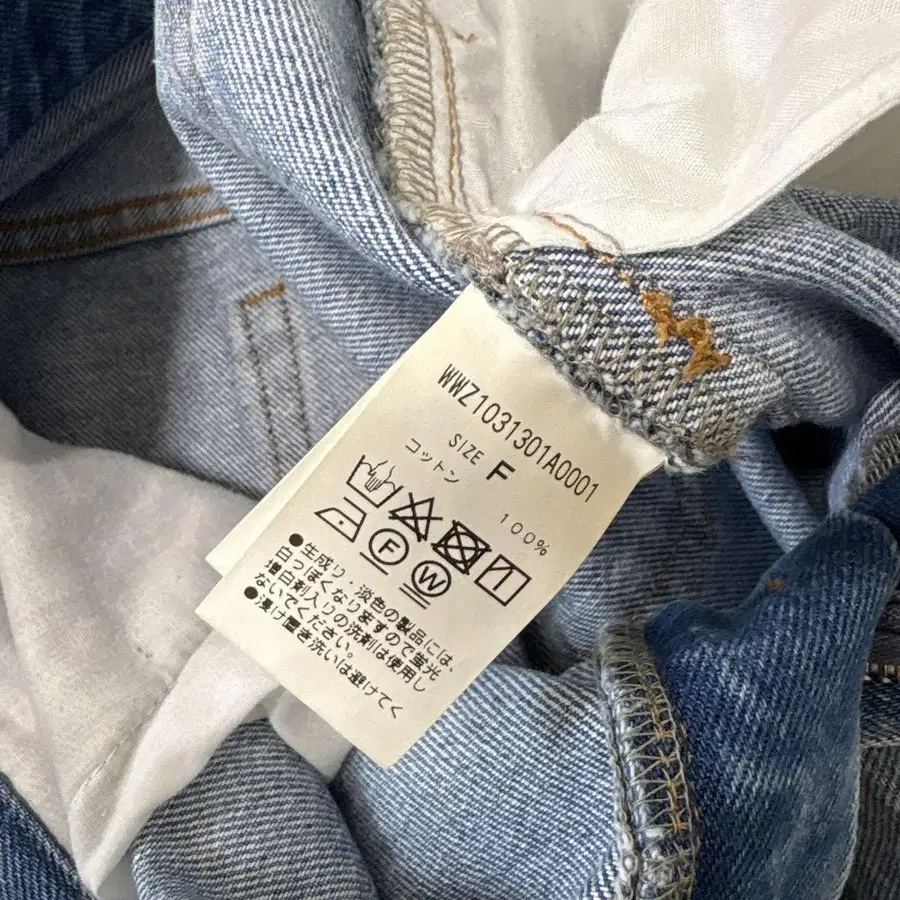 WWZ1031301A0001
SIZE F
コットン 100%
F W
●生成り・淡色の製品には、
白っぽくなりますので蛍光
増白剤入りの洗剤は使用し
ないでください。
●漬け置き洗いは避けてく